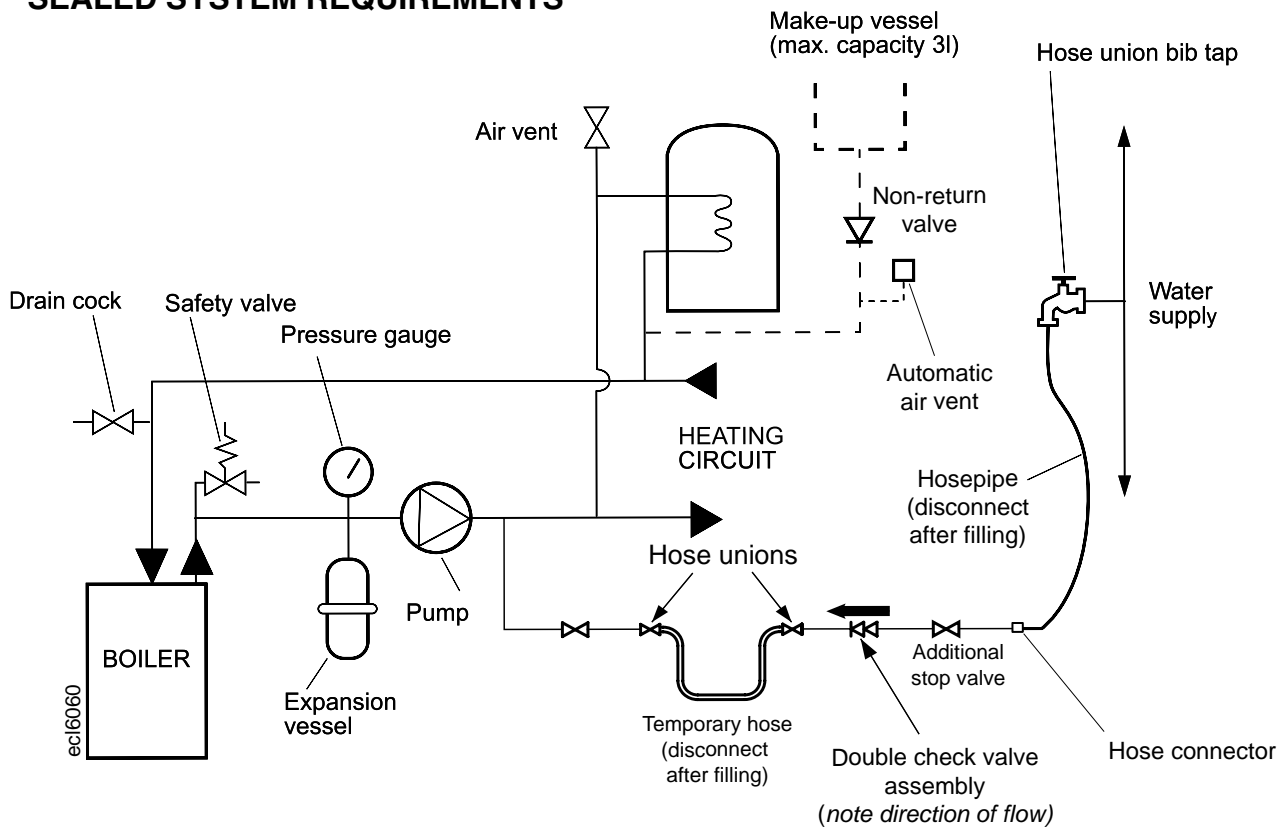 SEALED SYSTEM REQUIREMENTS
Make-up vessel
(max. capacity 3l)
Hose union bib tap
Air vent
Non-return
valve
Drain cock
Safety valve
Pressure gauge
Water
supply
Automatic
air vent
HEATING
CIRCUIT
Hosepipe
(disconnect
after filling)
Hose unions
Pump
BOILER
Additional
stop valve
ecl6060
Expansion
vessel
Temporary hose
(disconnect
after filling)
Double check valve
assembly
(note direction of flow)
Hose connector